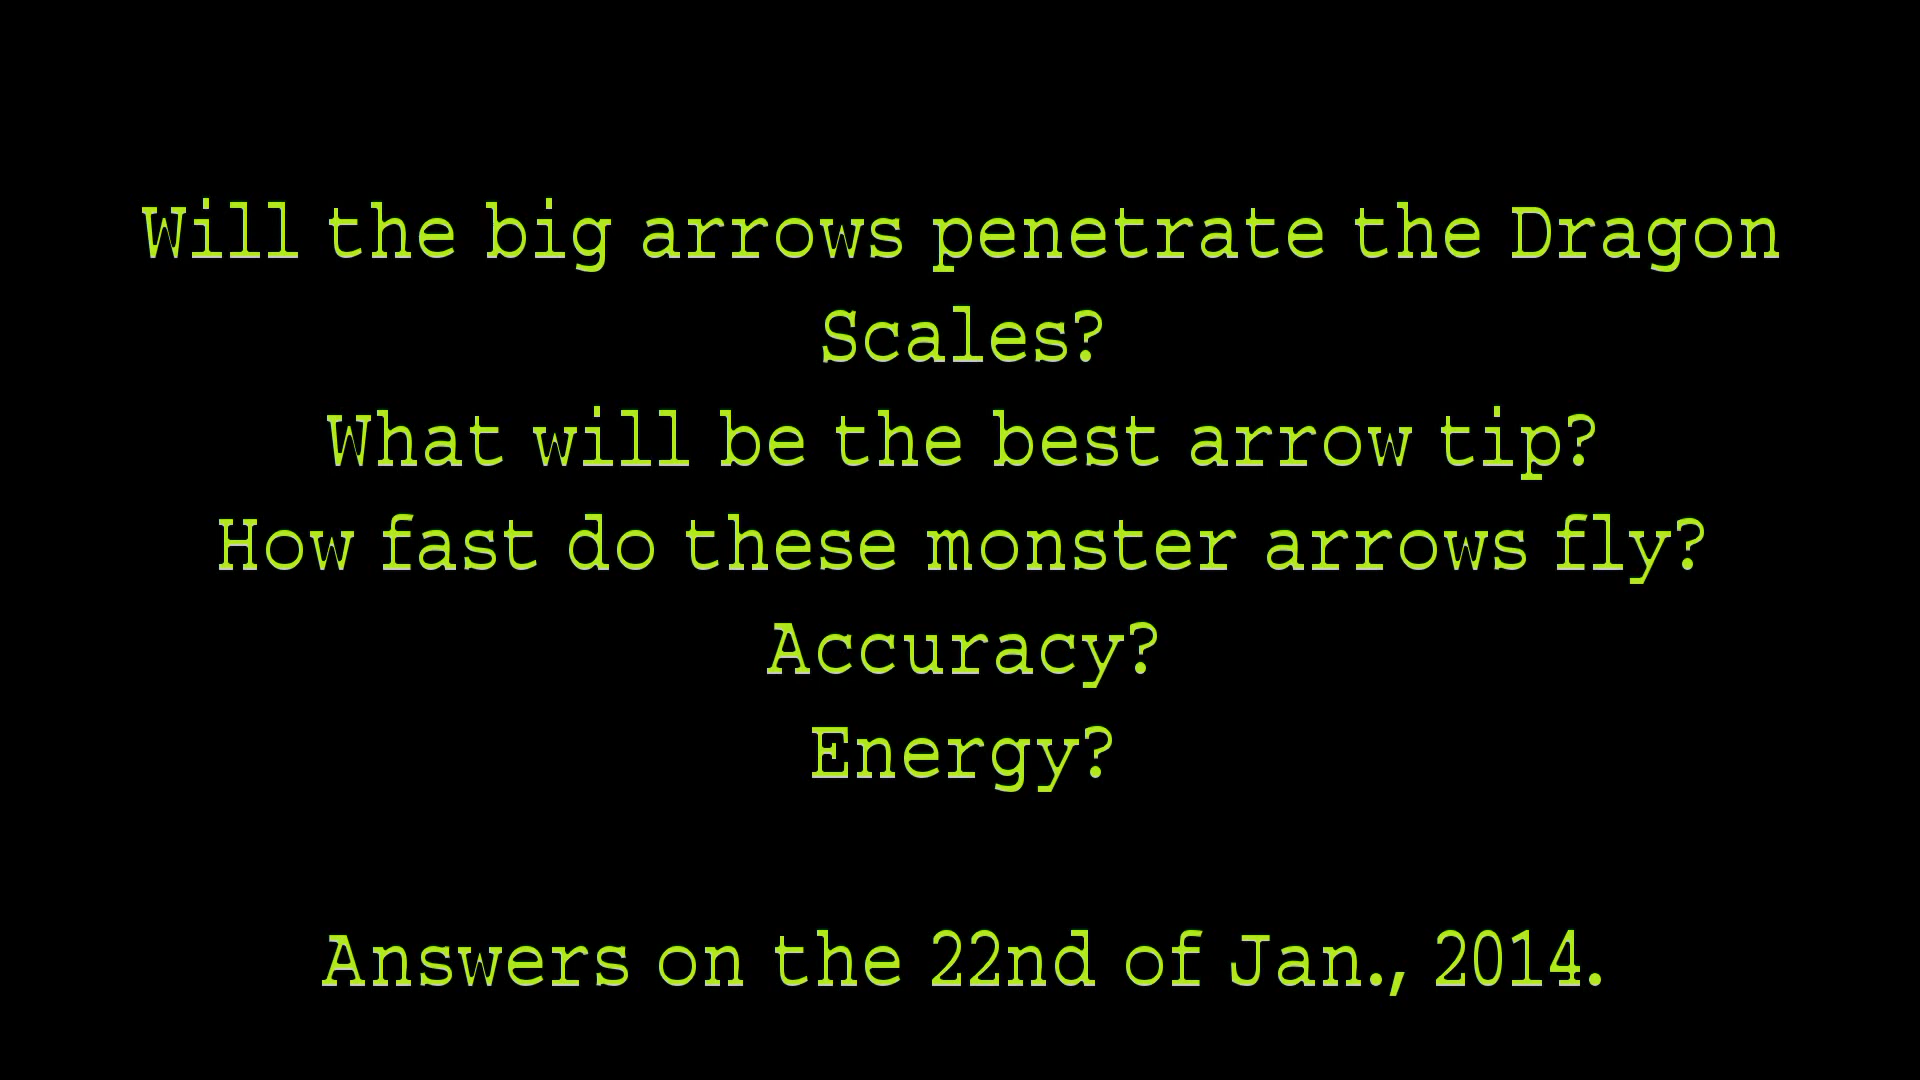 Will the big arrows penetrate the Dragon
Scales?
What will be the best arrow tip?
How fast do these monster arrows fly?
Accuracy?
Energy?
Answers on the 22nd of Jan., 2014.